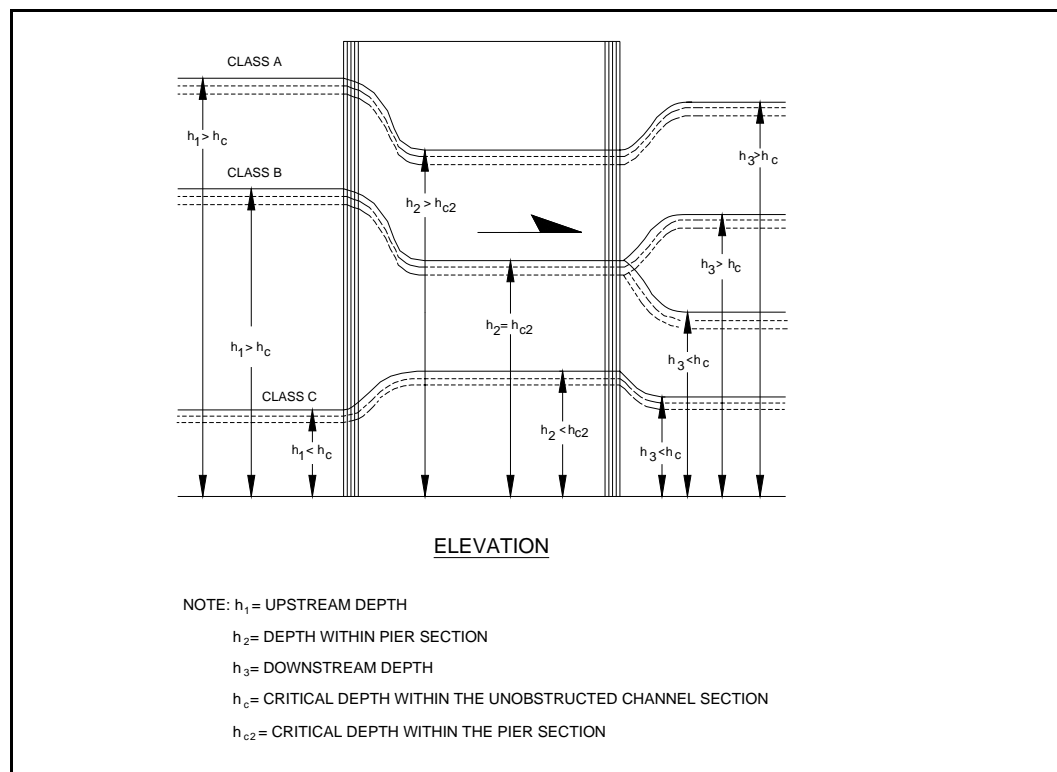 CLASS A
h1 > hc
h3 > hc
CLASS B
h2 > hc2
h3 > hc
h2 = hc2
h1 > hc
h3 < hc
CLASS C
h2 < hc2
h1 < hc
h3 < hc
ELEVATION
NOTE: h1 = UPSTREAM DEPTH
h2 = DEPTH WITHIN PIER SECTION
h3 = DOWNSTREAM DEPTH
hc = CRITICAL DEPTH WITHIN THE UNOBSTRUCTED CHANNEL SECTION
hc2 = CRITICAL DEPTH WITHIN THE PIER SECTION